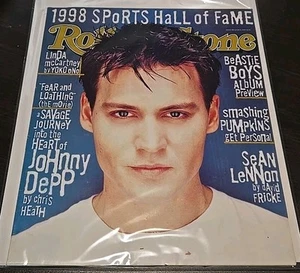 1998 SPORTS HALL of FAME
Rolling Stone
LiNDA
McCartney
by YOKO ONO
"FEAR AND
LOATHiNG"
(the Movie)
a SAVAGE
JOURNEY
iNto the
HEART of
JoHNNy
DePP
by chris
HEATH
BeASTiE
BOYS
ALBUM
PReViEW
SMASHiNG
PUMPKiNS
gEt PERSoNAl
SEAN
LeNNoN
by daviD
FRiCKE